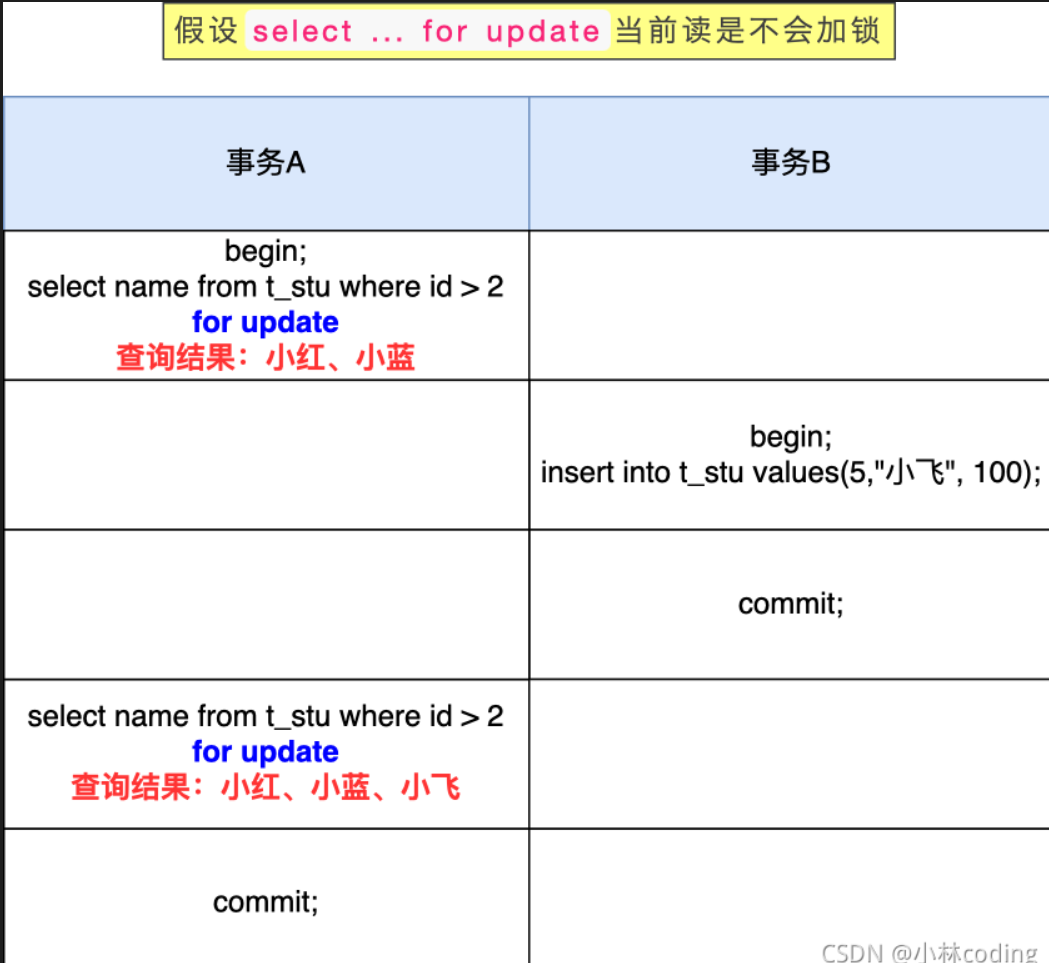 假设 select ... for update 当前读是不会加锁
事务A
事务B
begin;
select name from t_stu where id > 2
for update
查询结果：小红、小蓝
begin;
insert into t_stu values(5,"小飞", 100);
commit;
select name from t_stu where id > 2
for update
查询结果：小红、小蓝、小飞
commit;
CSDN @小林coding